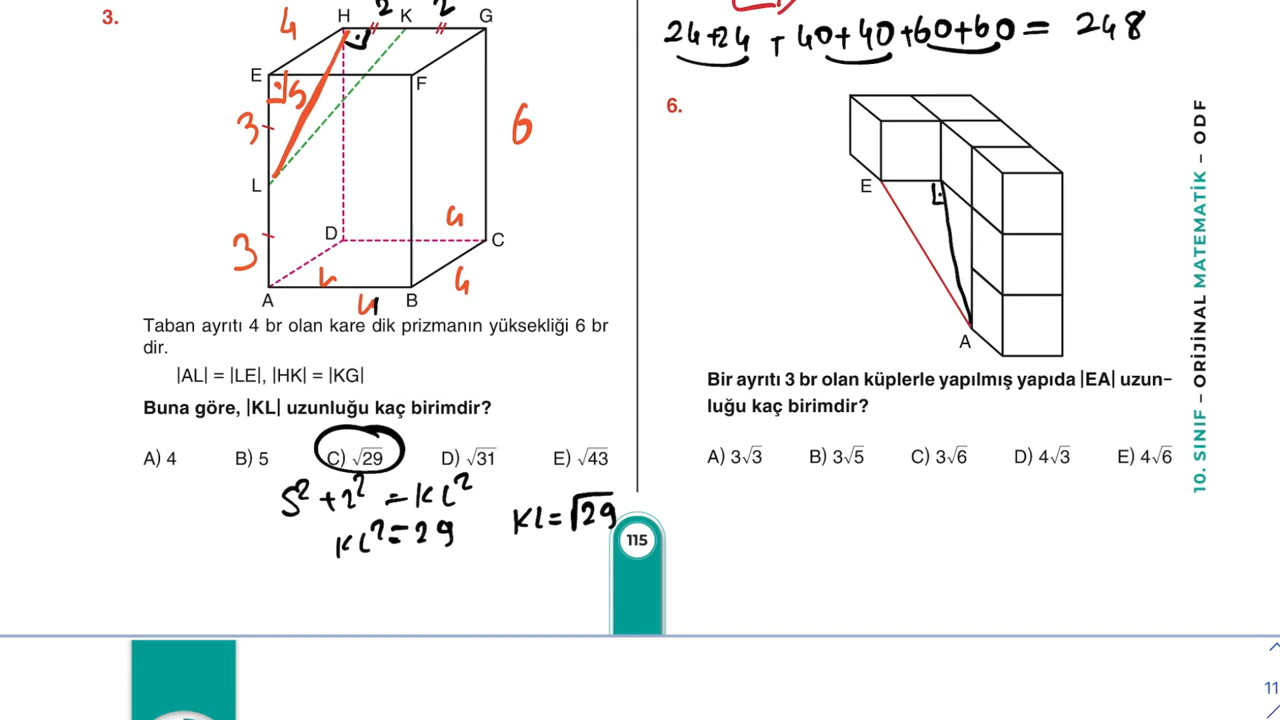 3.
4
H
2
K
2
G
E
5
F
3
6
L
D
4
C
3
4
4
A
4
B
Taban ayrıtı 4 br olan kare dik prizmanın yüksekliği 6 br
dir.
|AL| = |LE|, |HK| = |KG|
Buna göre, |KL| uzunluğu kaç birimdir?
A) 4 B) 5 C) √29 D) √31 E) √43
5² + 2² = KL²
KL² = 29
KL = √29
24+24 + 40+40+60+60 = 248
6.
E
A
Bir ayrıtı 3 br olan küplerle yapılmış yapıda |EA| uzun–
luğu kaç birimdir?
A) 3√3 B) 3√5 C) 3√6 D) 4√3 E) 4√6
10. SINIF – ORİJİNAL MATEMATİK – ODF
115
11